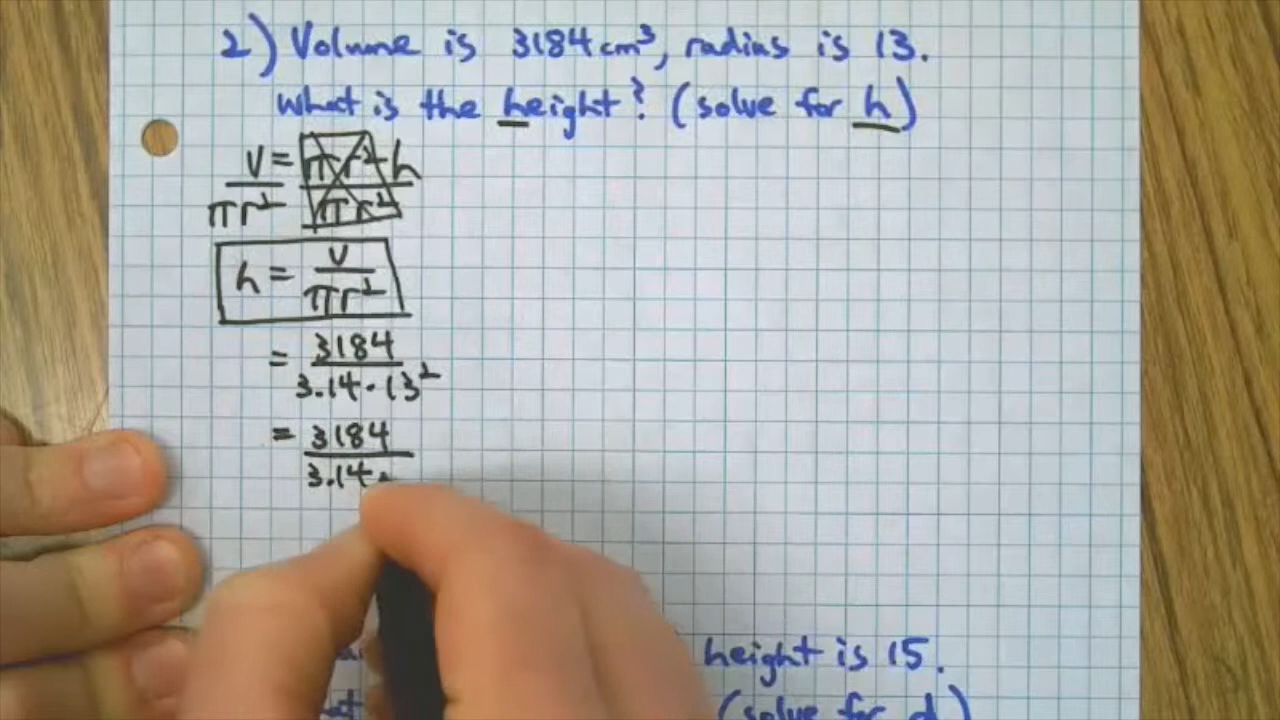 2) Volume is 3184 cm³, radius is 13.
What is the height? (solve for h)
V = πr²h
πr² πr²
h = V
πr²
= 3184
3.14 · 13²
= 3184
3.14 ·
height is 15.
(solve for d)